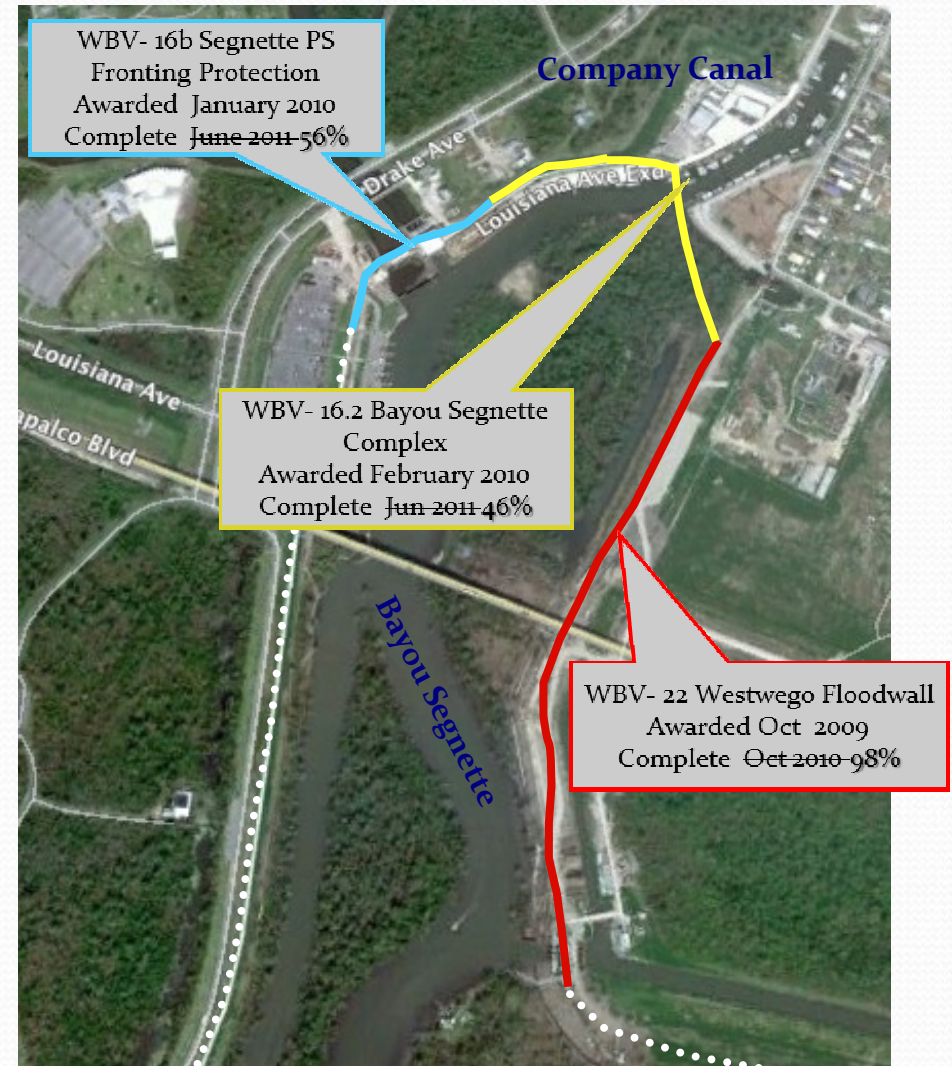 WBV- 16b Segnette PS
Fronting Protection
Awarded January 2010
Complete June 2011 56%
Company Canal
Drake Ave
Louisiana Ave Exd
Louisiana Ave
apalco Blvd
WBV- 16.2 Bayou Segnette
Complex
Awarded February 2010
Complete Jun 2011 46%
Bayou Segnette
WBV- 22 Westwego Floodwall
Awarded Oct 2009
Complete Oct 2010 98%